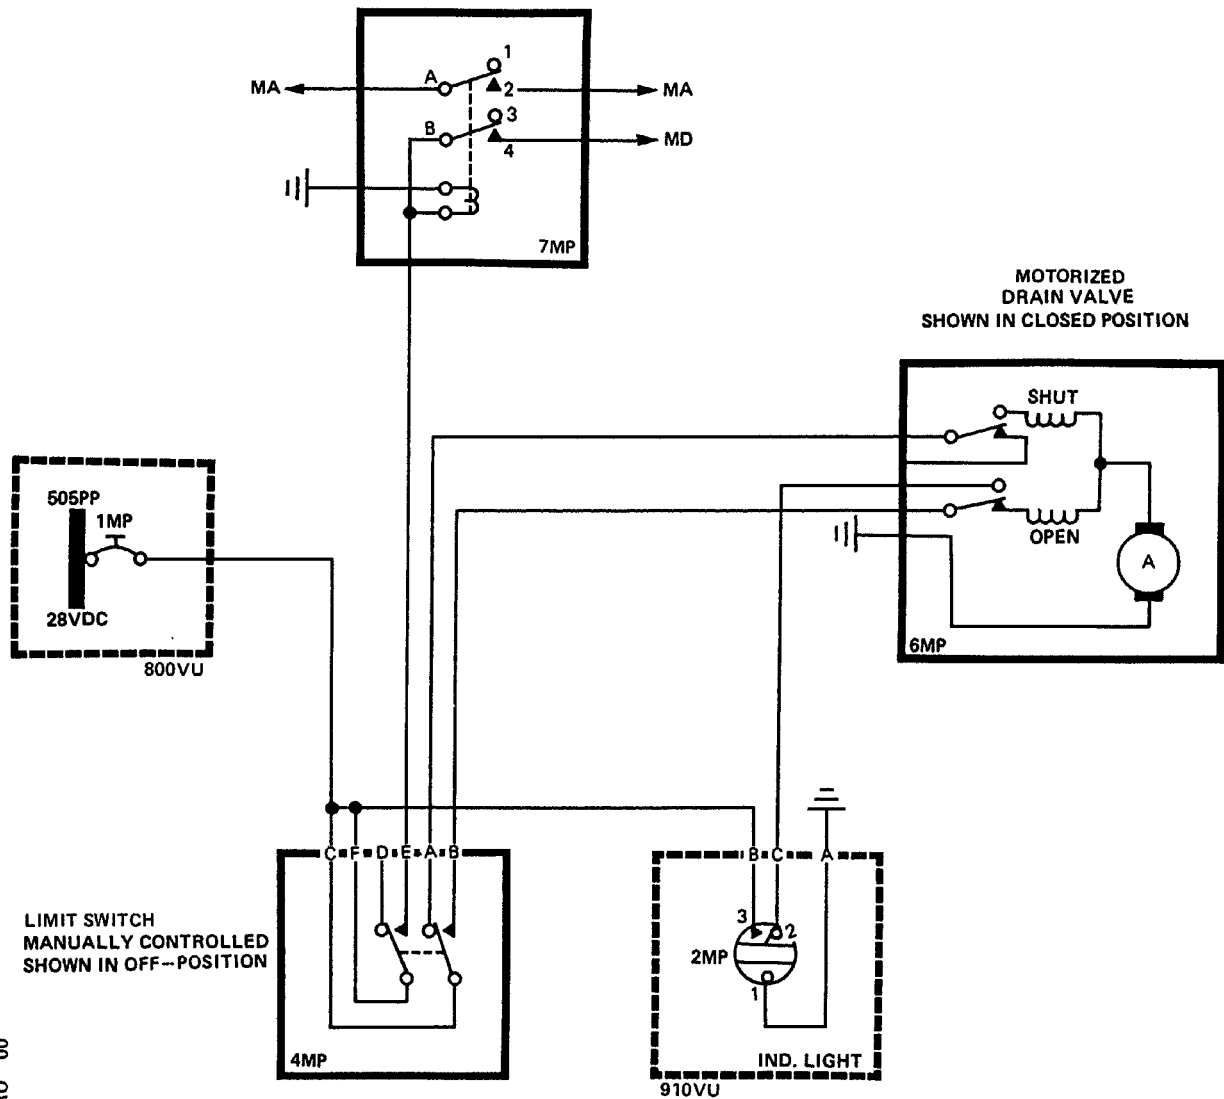 1
A
MA
2
MA
3
B
4
MD
7MP
MOTORIZED
DRAIN VALVE
SHOWN IN CLOSED POSITION
SHUT
OPEN
A
6MP
505PP
1MP
28VDC
800VU
C F D E A B
B C A
LIMIT SWITCH
MANUALLY CONTROLLED
SHOWN IN OFF-POSITION
4MP
3
2
2MP
1
IND. LIGHT
910VU